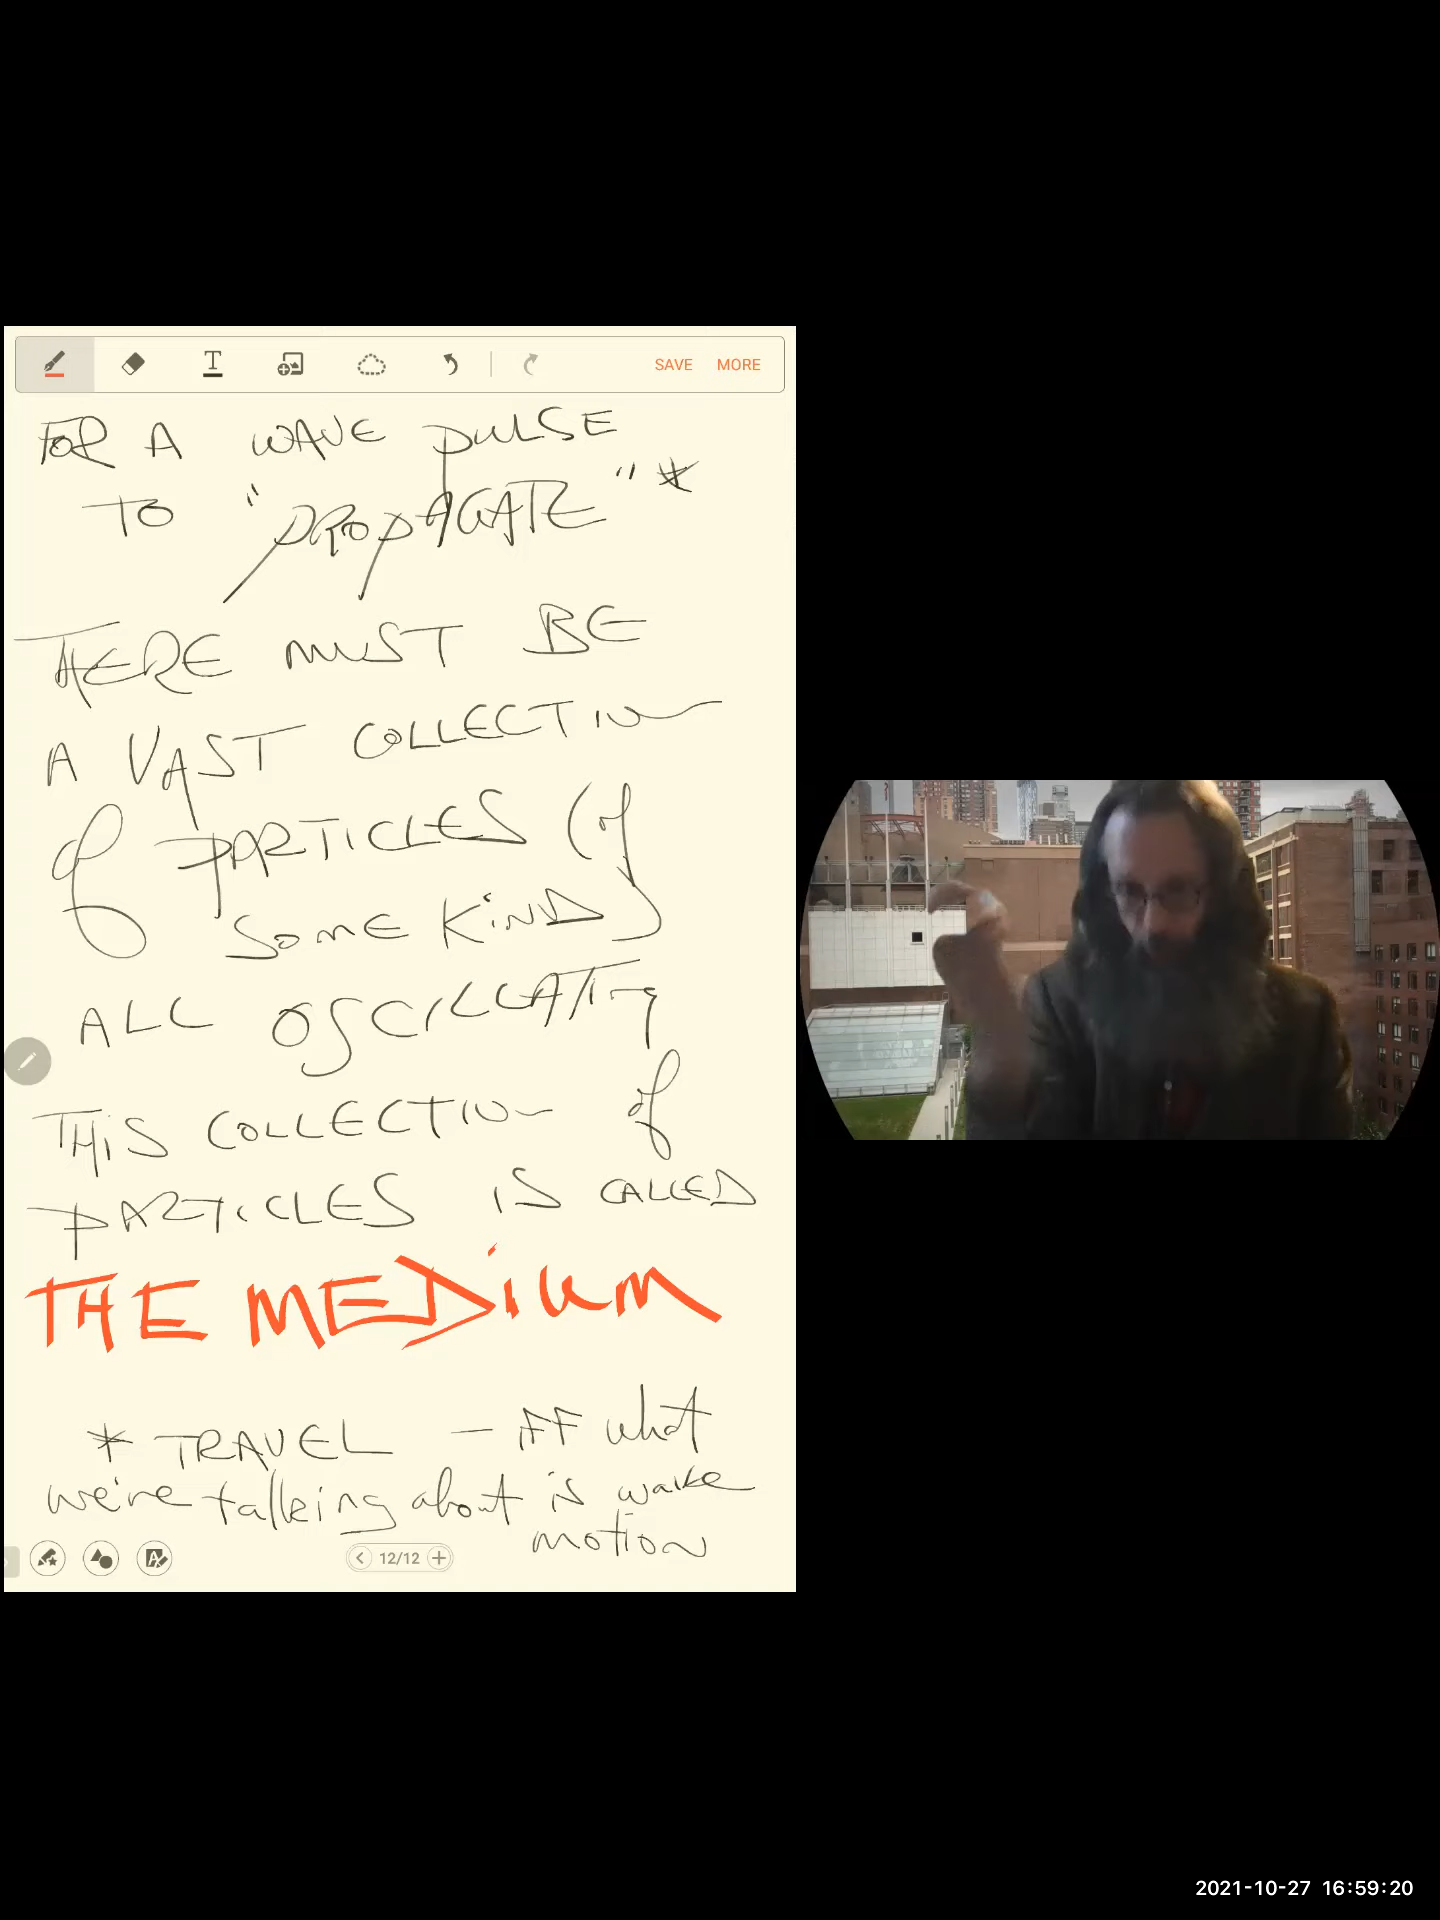 SAVE MORE
FOR A WAVE PULSE
TO "PROPAGATE" *
THERE MUST BE
A VAST COLLECTION
of PARTICLES (of
SOME KIND)
ALL OSCILLATING
THIS COLLECTION of
PARTICLES IS CALLED
THE MEDIUM
* TRAVEL - IFF what
we're talking about is wave
motion
12/12
2021-10-27 16:59:20